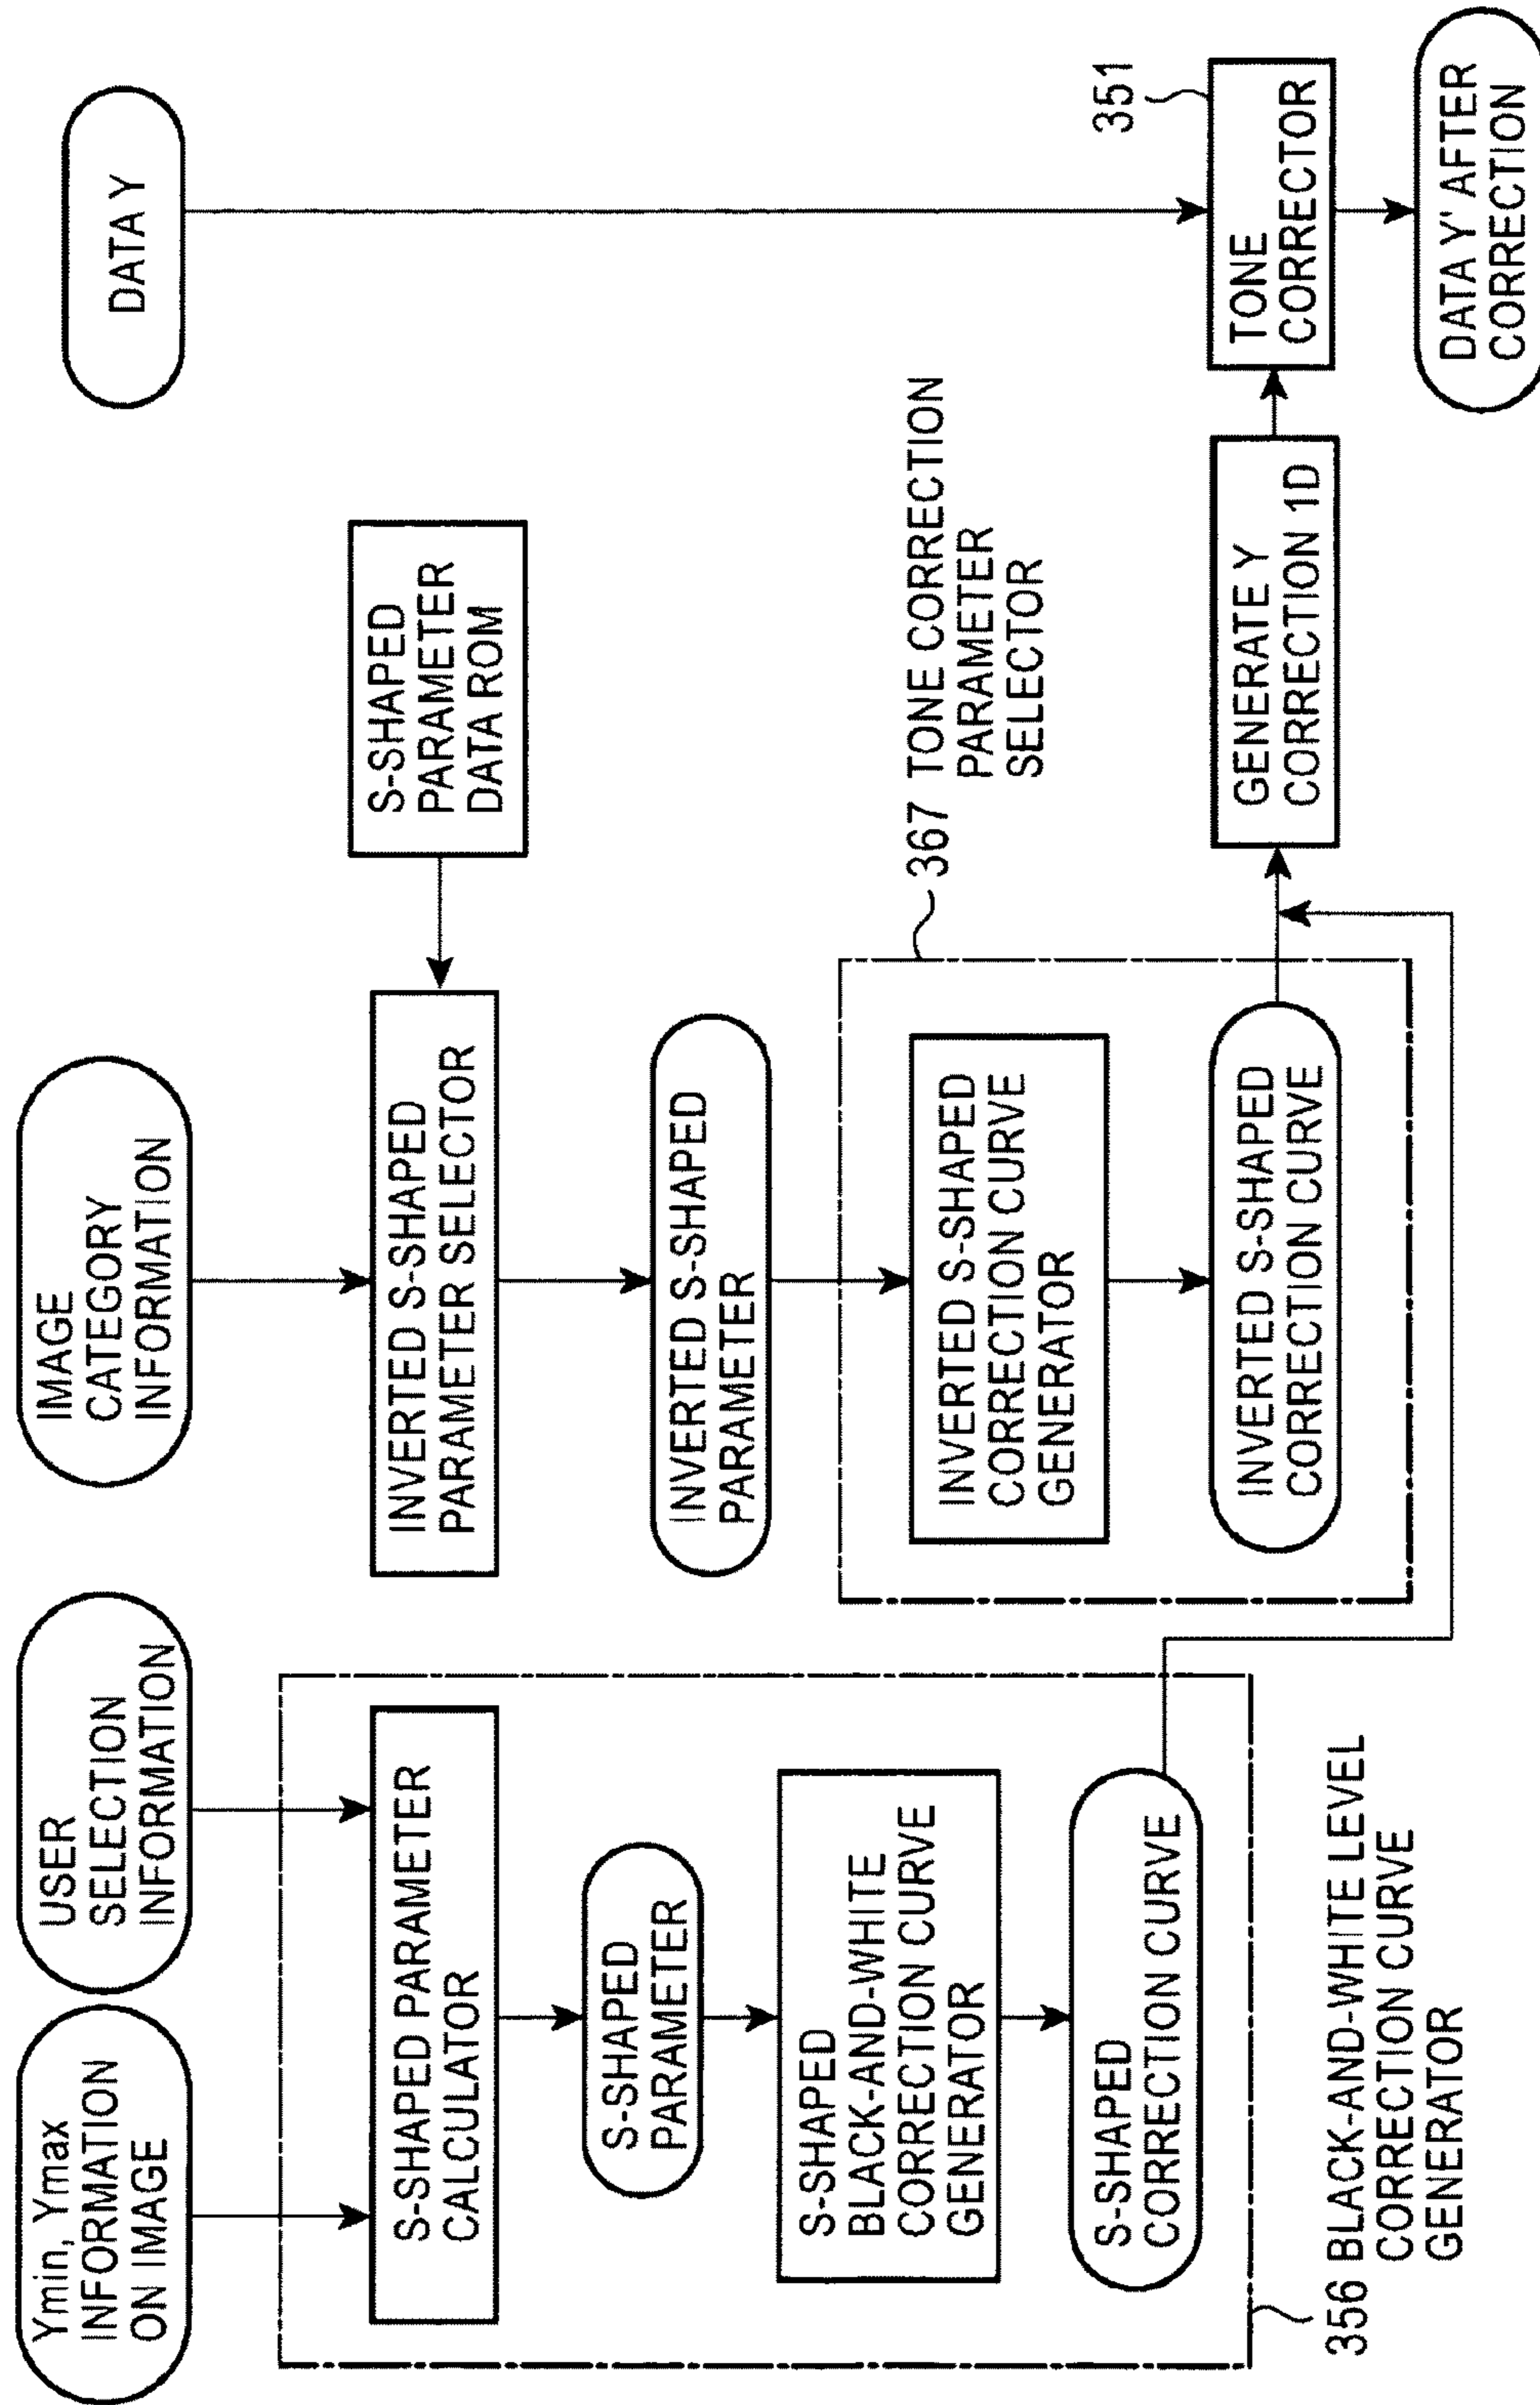 Ymin, Ymax
INFORMATION
ON IMAGE
USER
SELECTION
INFORMATION
IMAGE
CATEGORY
INFORMATION
DATA Y
S-SHAPED PARAMETER
CALCULATOR
S-SHAPED
PARAMETER
S-SHAPED
BLACK-AND-WHITE
CORRECTION CURVE
GENERATOR
S-SHAPED
CORRECTION CURVE
356 BLACK-AND-WHITE LEVEL
CORRECTION CURVE
GENERATOR
INVERTED S-SHAPED
PARAMETER SELECTOR
S-SHAPED
PARAMETER
DATA ROM
INVERTED S-SHAPED
PARAMETER
INVERTED S-SHAPED
CORRECTION CURVE
GENERATOR
INVERTED S-SHAPED
CORRECTION CURVE
367 TONE CORRECTION
PARAMETER
SELECTOR
GENERATE Y
CORRECTION 1D
351
TONE
CORRECTOR
DATA Y' AFTER
CORRECTION